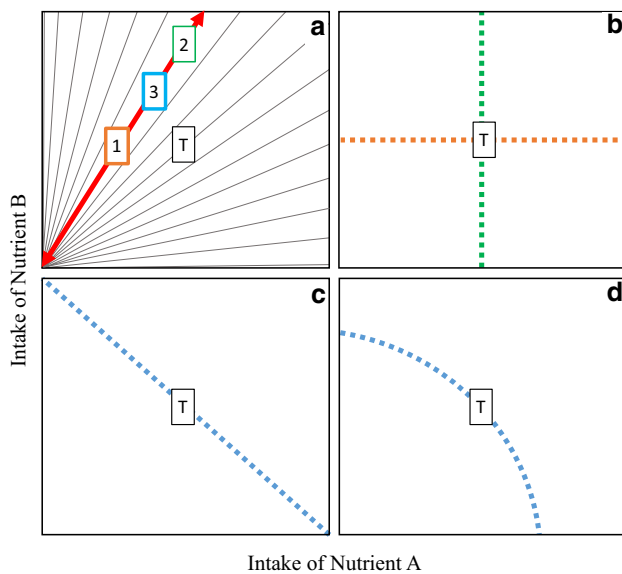 a
2
3
1
T
b
T
c
T
d
T
Intake of Nutrient B
Intake of Nutrient A